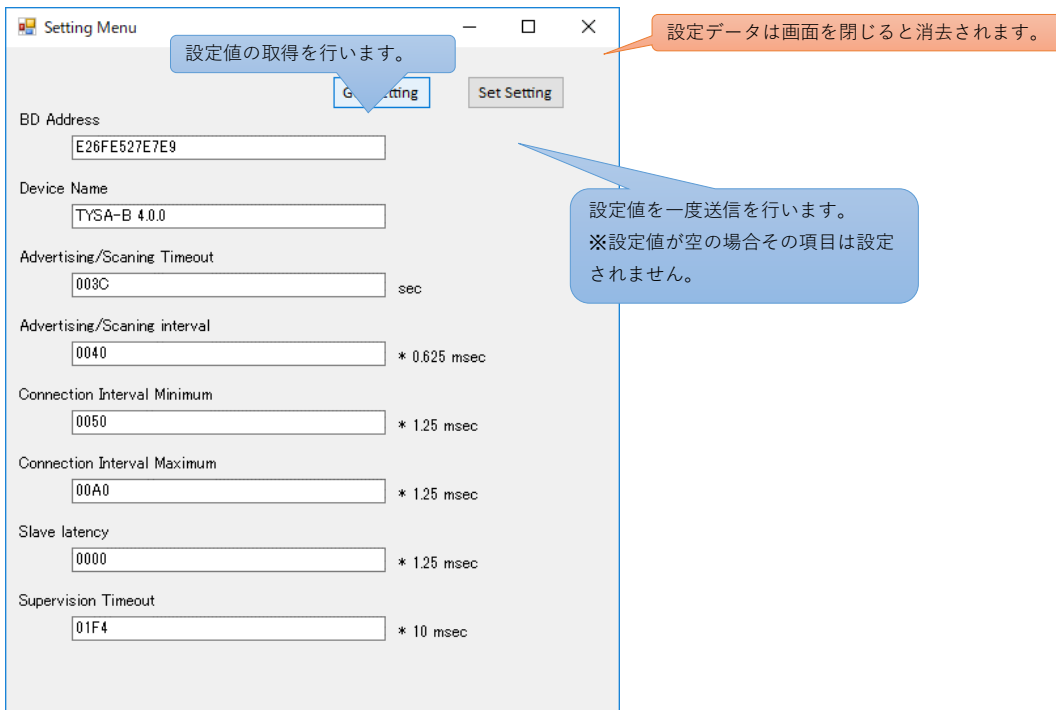 Setting Menu
設定データは画面を閉じると消去されます。
設定値の取得を行います。
Set Setting
BD Address
E26FE527E7E9
Device Name
TYSA-B 4.0.0
設定値を一度送信を行います。
※設定値が空の場合その項目は設定
されません。
Advertising/Scaning Timeout
003C sec
Advertising/Scaning interval
0040 * 0.625 msec
Connection Interval Minimum
0050 * 1.25 msec
Connection Interval Maximum
00A0 * 1.25 msec
Slave latency
0000 * 1.25 msec
Supervision Timeout
01F4 * 10 msec